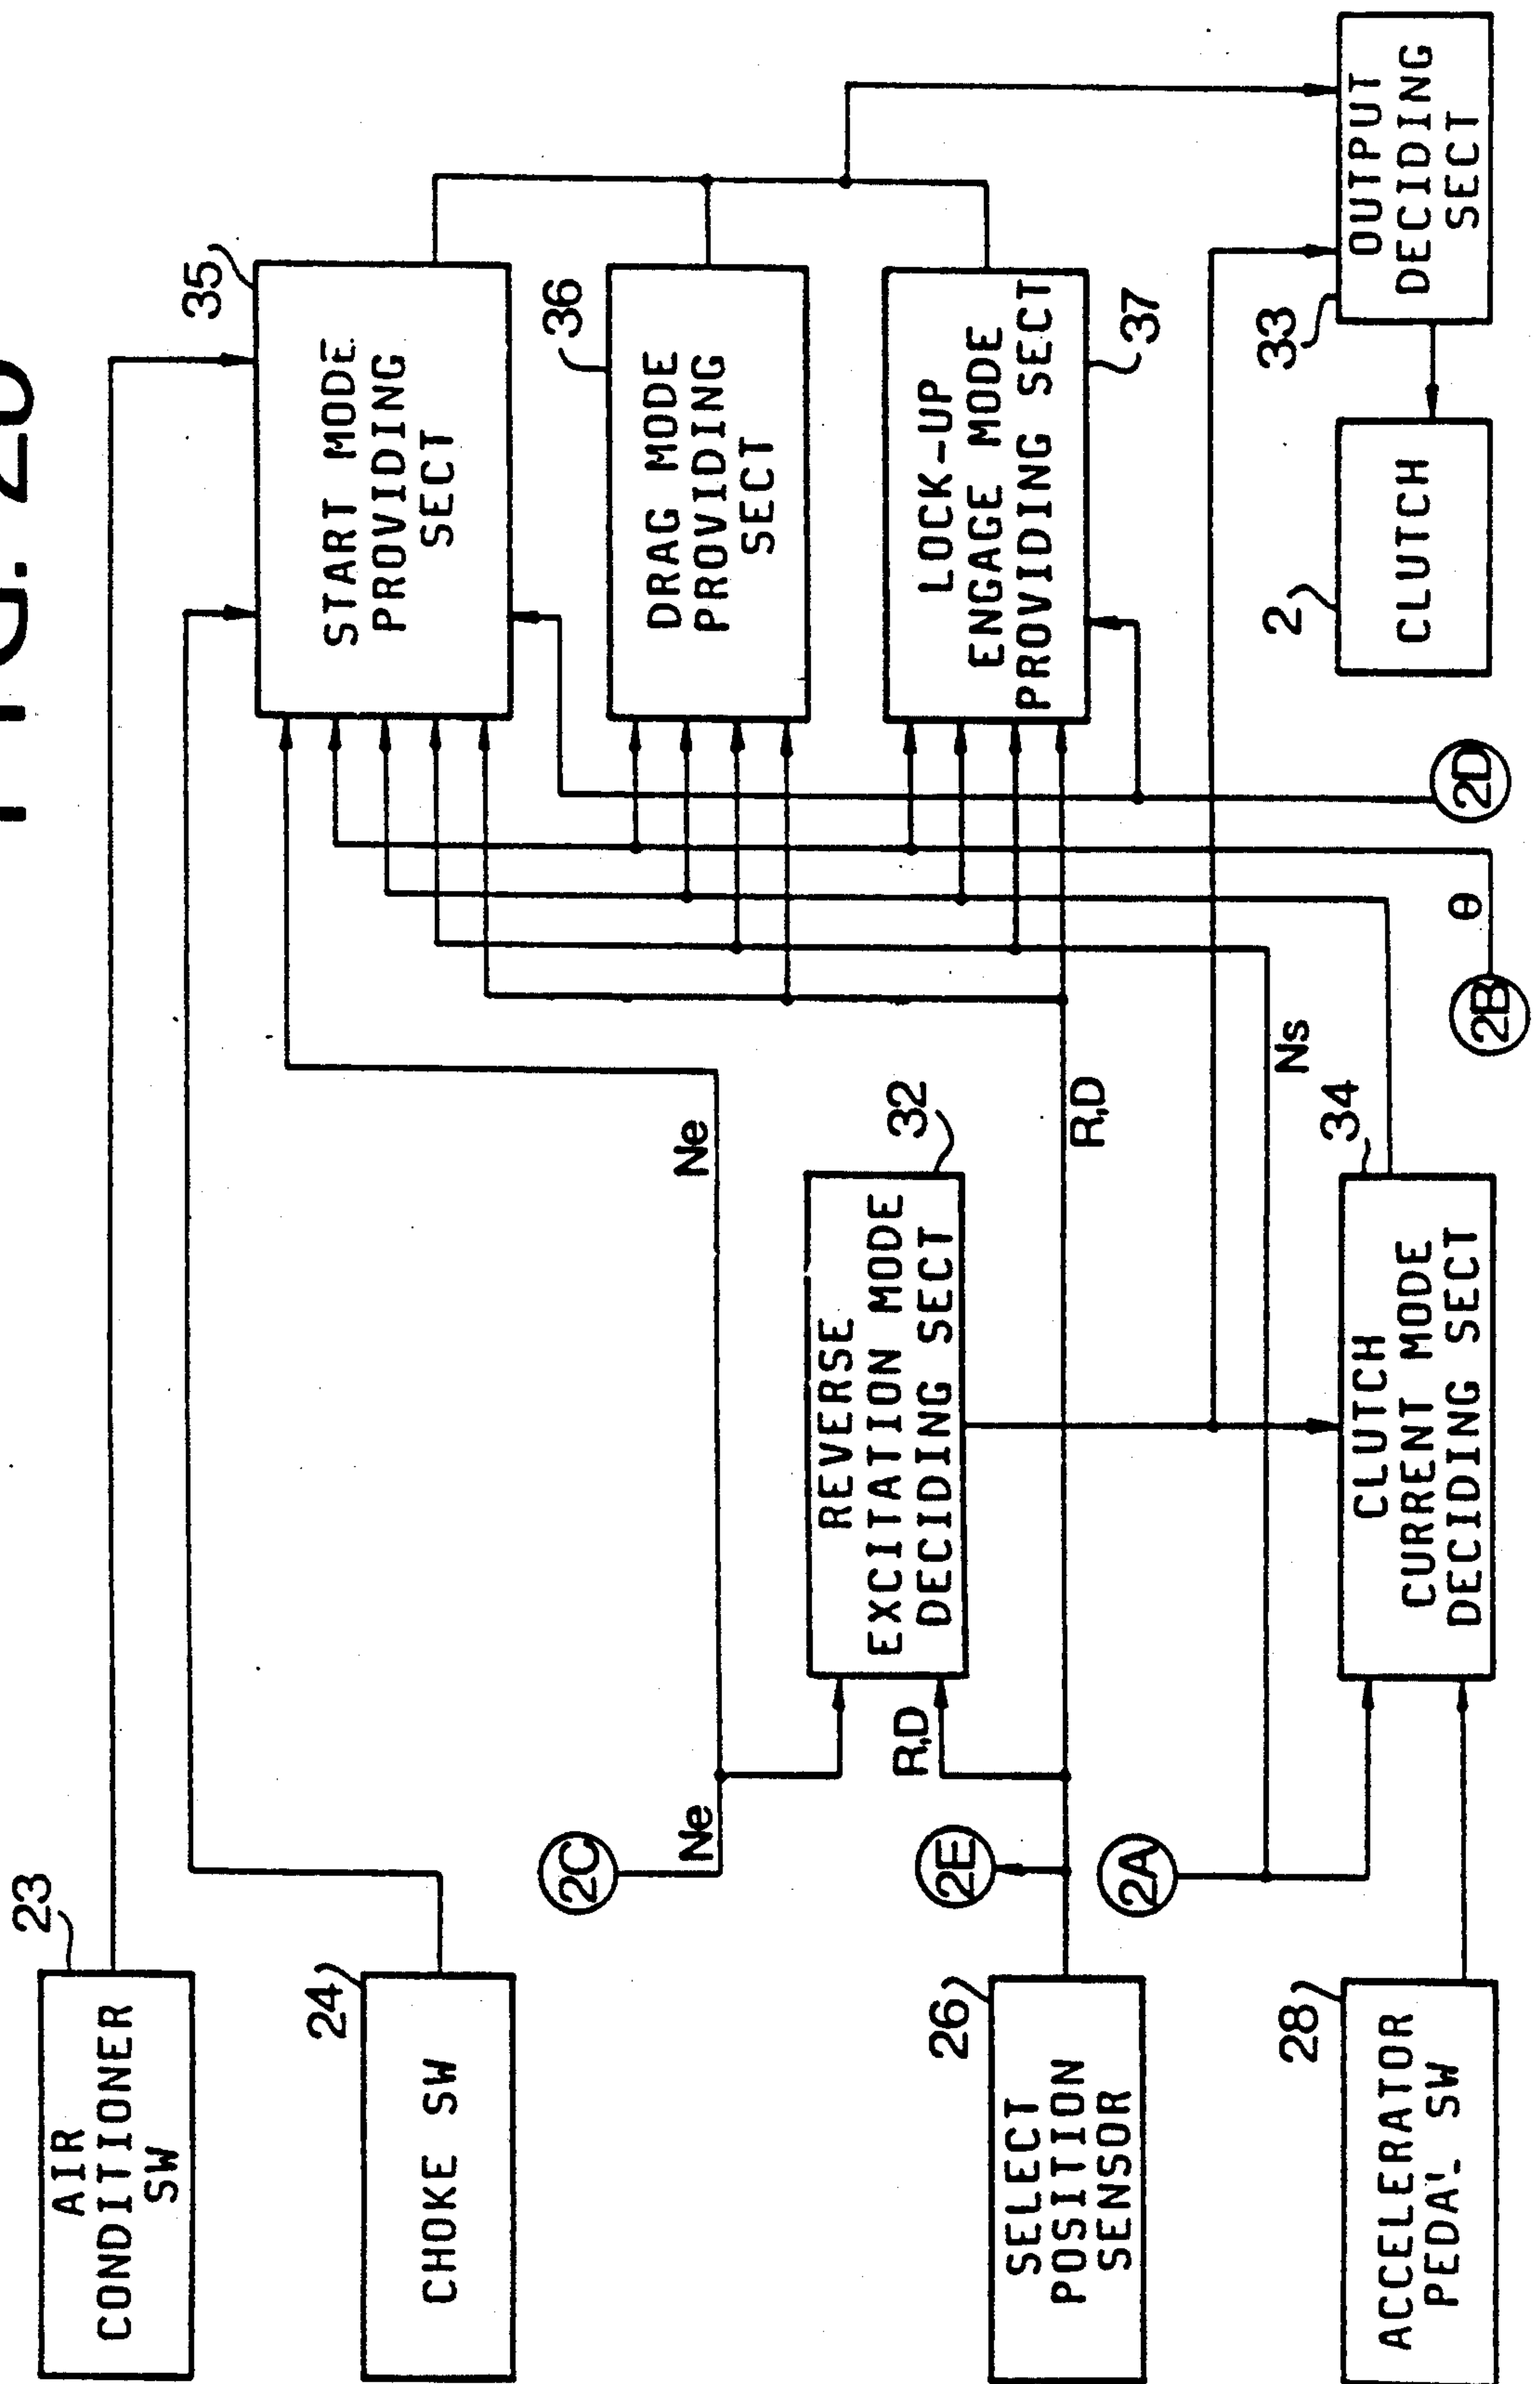 FIG. 2b
23
AIR
CONDITIONER
SW
24
CHOKE SW
26
SELECT
POSITION
SENSOR
28
ACCELERATOR
PEDAL SW
2C
2E
2A
Ne
Ne
R,D
R,D
Ns
32
REVERSE
EXCITATION MODE
DECIDING SECT
34
CLUTCH
CURRENT MODE
DECIDING SECT
2B
θ
2D
35
START MODE
PROVIDING
SECT
36
DRAG MODE
PROVIDING
SECT
37
LOCK-UP
ENGAGE MODE
PROVIDING SECT
2
CLUTCH
33
OUTPUT
DECIDING
SECT